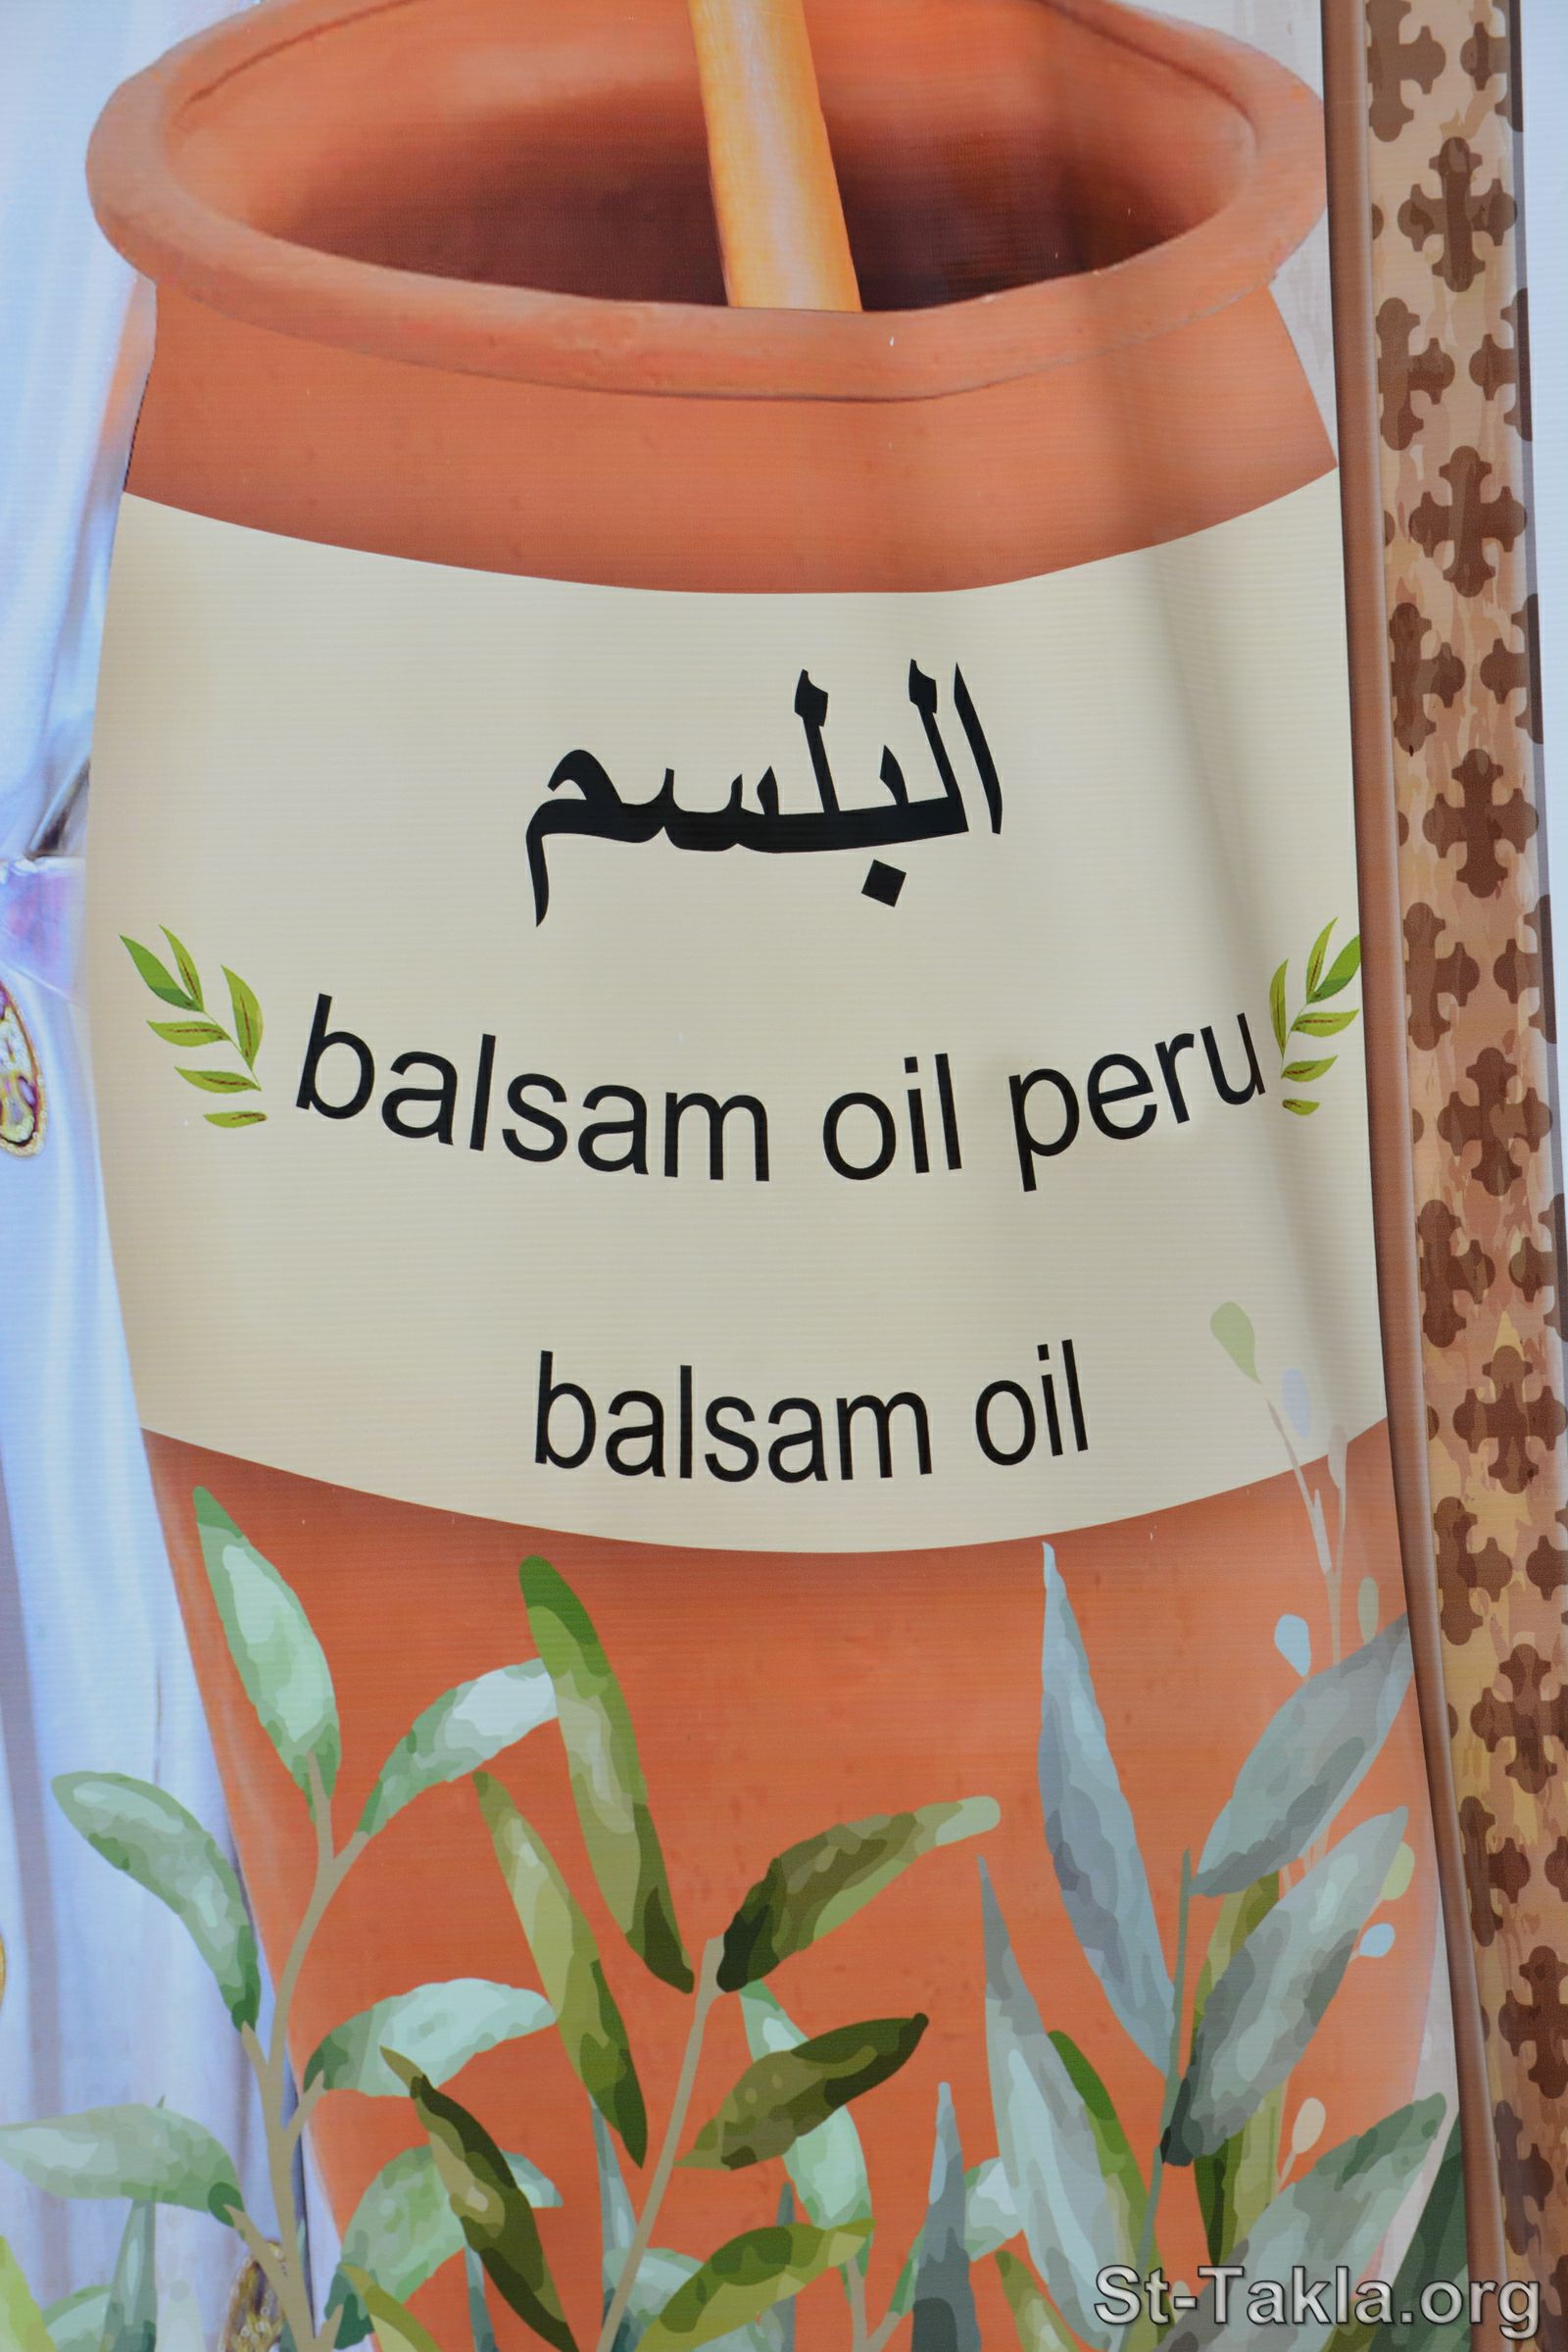 البلسم
balsam oil peru
balsam oil
St-Takla.org